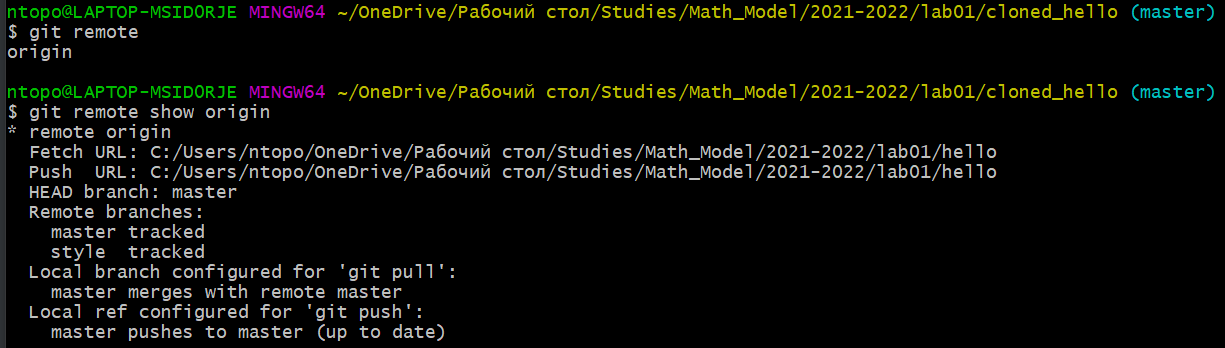 ntopo@LAPTOP-MSID0RJE MINGW64 ~/OneDrive/Рабочий стол/Studies/Math_Model/2021-2022/lab01/cloned_hello (master)
$ git remote
origin
ntopo@LAPTOP-MSID0RJE MINGW64 ~/OneDrive/Рабочий стол/Studies/Math_Model/2021-2022/lab01/cloned_hello (master)
$ git remote show origin
* remote origin
  Fetch URL: C:/Users/ntopo/OneDrive/Рабочий стол/Studies/Math_Model/2021-2022/lab01/hello
  Push  URL: C:/Users/ntopo/OneDrive/Рабочий стол/Studies/Math_Model/2021-2022/lab01/hello
  HEAD branch: master
  Remote branches:
    master tracked
    style  tracked
  Local branch configured for 'git pull':
    master merges with remote master
  Local ref configured for 'git push':
    master pushes to master (up to date)